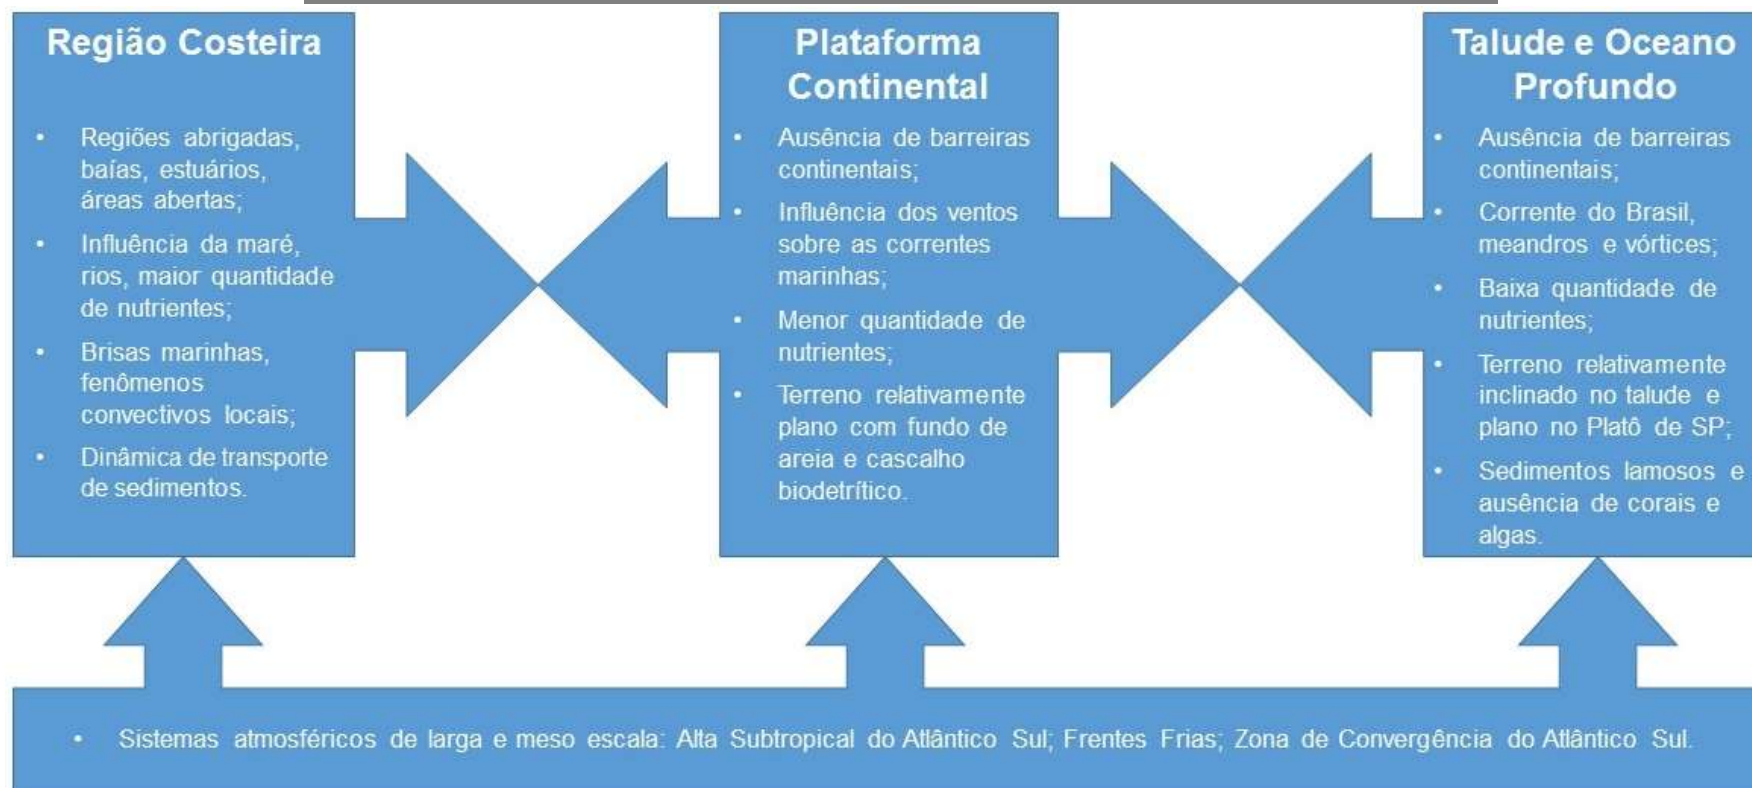 Região Costeira
• Regiões abrigadas,
baías, estuários,
áreas abertas;
• Influência da maré,
rios, maior quantidade
de nutrientes;
• Brisas marinhas,
fenômenos
convectivos locais;
• Dinâmica de transporte
de sedimentos.
Plataforma
Continental
• Ausência de barreiras
continentais;
• Influência dos ventos
sobre as correntes
marinhas;
• Menor quantidade de
nutrientes;
• Terreno relativamente
plano com fundo de
areia e cascalho
biodetrítico.
Talude e Oceano
Profundo
• Ausência de barreiras
continentais;
• Corrente do Brasil,
meandros e vórtices;
• Baixa quantidade de
nutrientes;
• Terreno relativamente
inclinado no talude e
plano no Platô de SP;
• Sedimentos lamosos e
ausência de corais e
algas.
• Sistemas atmosféricos de larga e meso escala: Alta Subtropical do Atlântico Sul; Frentes Frias; Zona de Convergência do Atlântico Sul.